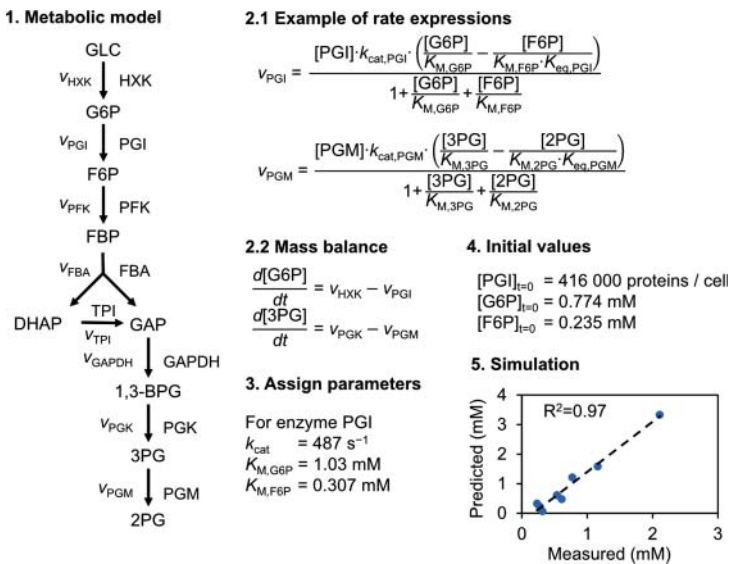 1. Metabolic model
GLC
vHXK HXK
G6P
vPGI PGI
F6P
vPFK PFK
FBP
vFBA FBA
DHAP TPI GAP
vTPI
vGAPDH GAPDH
1,3-BPG
vPGK PGK
3PG
vPGM PGM
2PG
2.1 Example of rate expressions
[PGI]·kcat,PGI·([G6P]/KM,G6P − [F6P]/KM,F6P·Keq,PGI)
vPGI =
1+[G6P]/KM,G6P+[F6P]/KM,F6P
[PGM]·kcat,PGM·([3PG]/KM,3PG − [2PG]/KM,2PG·Keq,PGM)
vPGM =
1+[3PG]/KM,3PG+[2PG]/KM,2PG
2.2 Mass balance
d[G6P]/dt = vHXK − vPGI
d[3PG]/dt = vPGK − vPGM
3. Assign parameters
For enzyme PGI
kcat = 487 s⁻¹
KM,G6P = 1.03 mM
KM,F6P = 0.307 mM
4. Initial values
[PGI]t=0 = 416 000 proteins / cell
[G6P]t=0 = 0.774 mM
[F6P]t=0 = 0.235 mM
5. Simulation
R²=0.97
Predicted (mM)
4
3
2
1
0
0 1 2 3
Measured (mM)